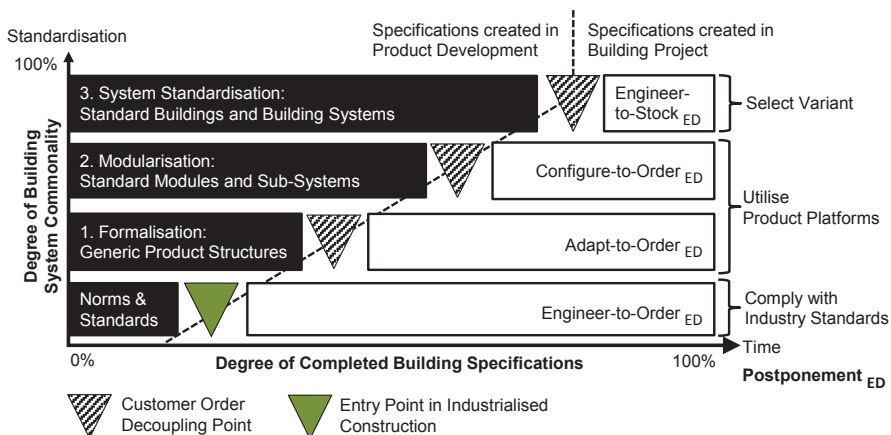 Standardisation
Specifications created in
Product Development
Specifications created in
Building Project
100%
3. System Standardisation:
Standard Buildings and Building Systems
Engineer-
to-Stock ED
Select Variant
2. Modularisation:
Standard Modules and Sub-Systems
Configure-to-Order ED
Utilise
Product Platforms
1. Formalisation:
Generic Product Structures
Adapt-to-Order ED
Norms &
Standards
Engineer-to-Order ED
Comply with
Industry Standards
Degree of Building
System Commonality
0%
Degree of Completed Building Specifications
100%
Time
Postponement ED
Customer Order
Decoupling Point
Entry Point in Industrialised
Construction